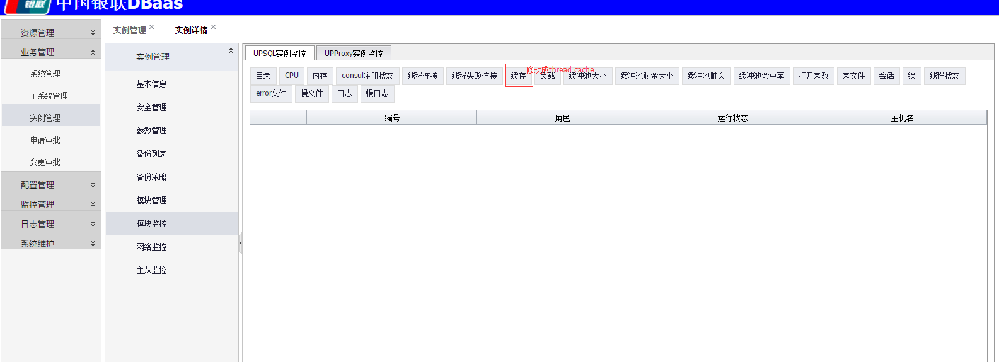 银联 中国银联DBaas
资源管理
业务管理
系统管理
子系统管理
实例管理
申请审批
变更审批
配置管理
监控管理
日志管理
系统维护
实例管理 实例详情
实例管理
基本信息
安全管理
参数管理
备份列表
备份策略
模块管理
模块监控
网络监控
主从监控
UPSQL实例监控 UPProxy实例监控
修改成thread cache
目录 CPU 内存 consul注册状态 线程连接 线程失败连接 缓存 负载 缓冲池大小 缓冲池剩余大小 缓冲池脏页 缓冲池命中率 打开表数 表文件 会话 锁 线程状态
error文件 慢文件 日志 慢日志
编号 角色 运行状态 主机名